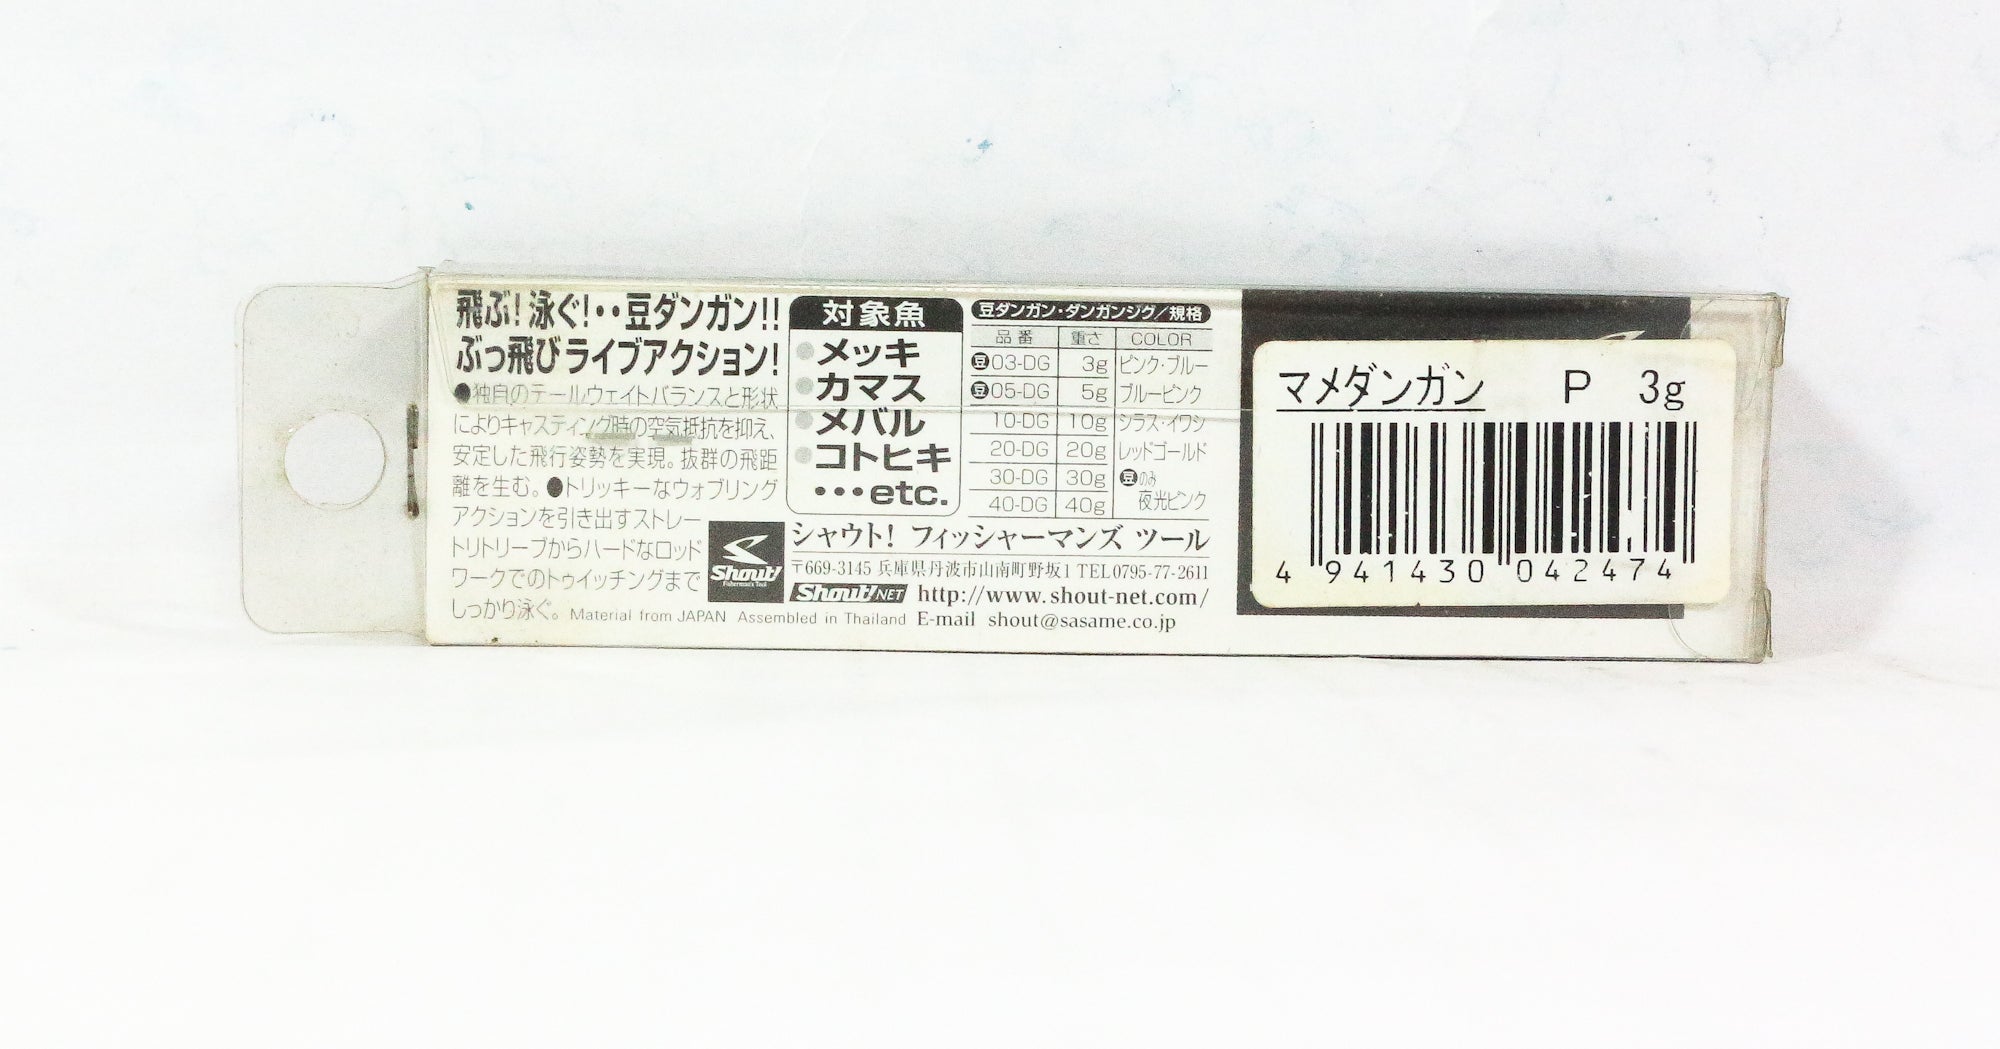 飛ぶ!泳ぐ!・・豆ダンガン!!
ぶっ飛びライブアクション!
●独自のテールウェイトバランスと形状
によりキャスティング時の空気抵抗を抑え、
安定した飛行姿勢を実現。抜群の飛距
離を生む。●トリッキーなウォブリング
アクションを引き出すストレー
トリトリーブからハードなロッド
ワークでのトゥイッチングまで
しっかり泳ぐ。 Material from JAPAN Assembled in Thailand
対象魚
メッキ
カマス
メバル
コトヒキ
・・・etc.
豆ダンガン・ダンガンジグ/規格
品番 重さ COLOR
豆03-DG 3g ピンク・ブルー
豆05-DG 5g ブルーピンク
10-DG 10g シラス・イワシ
20-DG 20g レッドゴールド
30-DG 30g 豆のみ
40-DG 40g 夜光ピンク
Shout!
Fisherman's Tool
シャウト! フィッシャーマンズ ツール
〒669-3145 兵庫県丹波市山南町野坂1 TEL0795-77-2611
Shout!NET http://www.shout-net.com/
E-mail shout@sasame.co.jp
マメダンガン P 3g
4 941430 042474